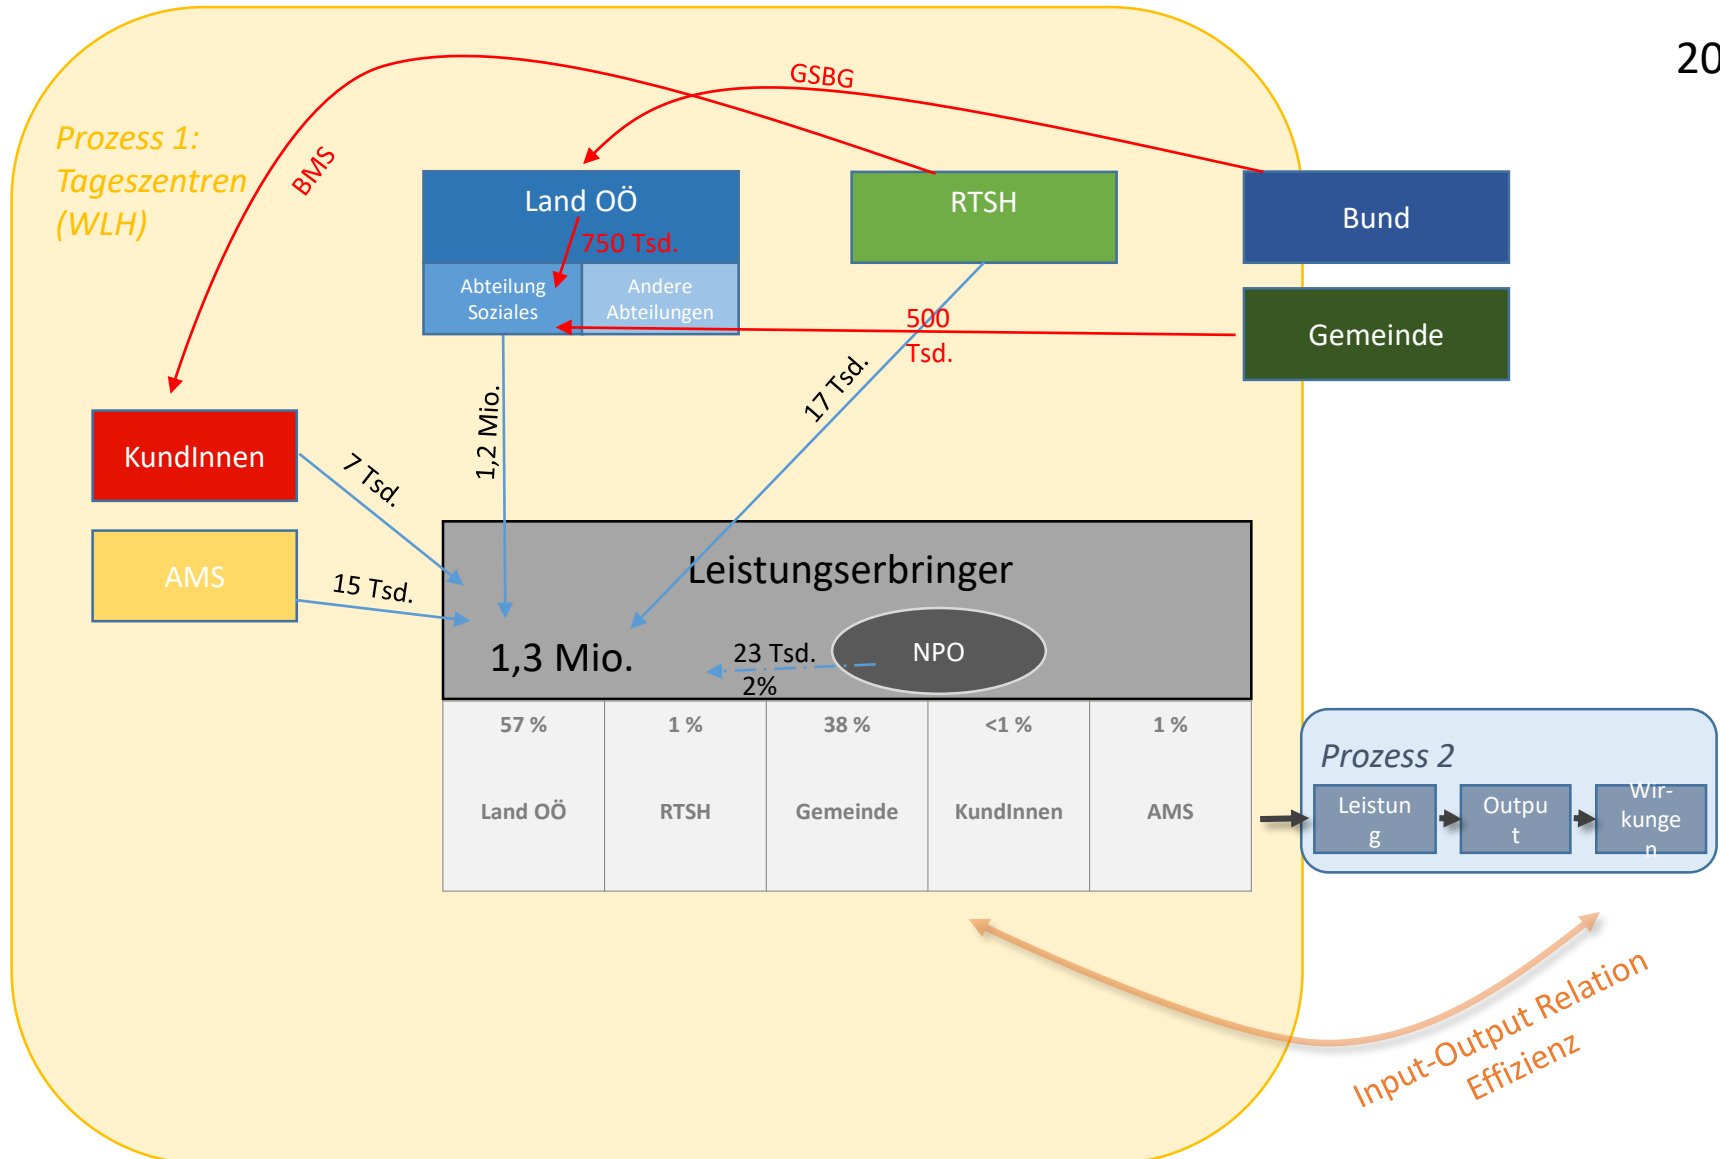 20
GSBG
BMS
Prozess 1:
Tageszentren
(WLH)
Land OÖ
750 Tsd.
Abteilung
Soziales
Andere
Abteilungen
RTSH
Bund
Gemeinde
500
Tsd.
17 Tsd.
1,2 Mio.
KundInnen
7 Tsd.
AMS
15 Tsd.
Leistungserbringer
1,3 Mio.
23 Tsd.
2%
NPO
57 %
1 %
38 %
<1 %
1 %
Land OÖ
RTSH
Gemeinde
KundInnen
AMS
Prozess 2
Leistun
g
Outpu
t
Wir-
kunge
n
Input-Output Relation
Effizienz